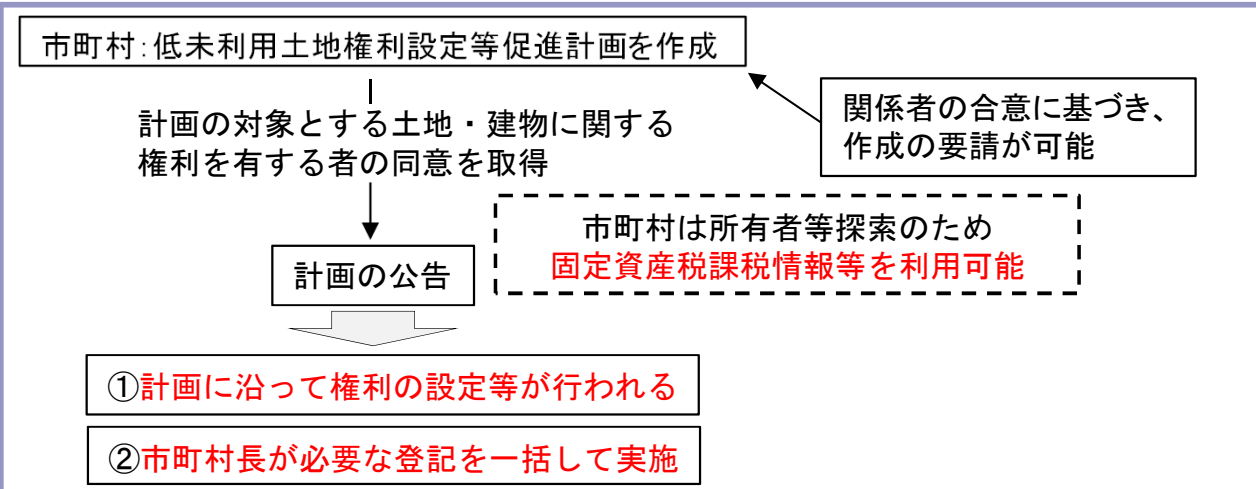 市町村：低未利用土地権利設定等促進計画を作成
関係者の合意に基づき、
作成の要請が可能
計画の対象とする土地・建物に関する
権利を有する者の同意を取得
市町村は所有者等探索のため
固定資産税課税情報等を利用可能
計画の公告
①計画に沿って権利の設定等が行われる
②市町村長が必要な登記を一括して実施